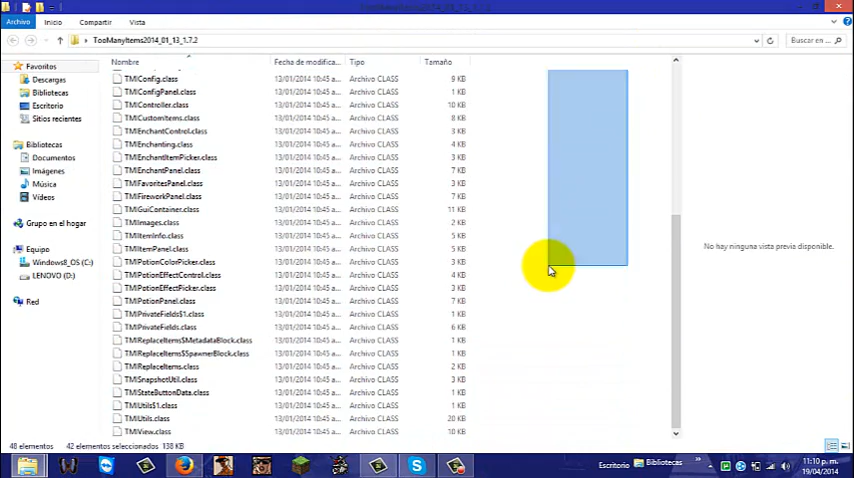 TooManyItems2014_01_13_1.7.2
Archivo Inicio Compartir Vista
TooManyItems2014_01_13_1.7.2
Buscar en ...
Nombre Fecha de modifica... Tipo Tamaño
TMIConfig.class 13/01/2014 10:45 a... Archivo CLASS 9 KB
TMIConfigPanel.class 13/01/2014 10:45 a... Archivo CLASS 1 KB
TMIController.class 13/01/2014 10:45 a... Archivo CLASS 10 KB
TMICustomItems.class 13/01/2014 10:45 a... Archivo CLASS 8 KB
TMIEnchantControl.class 13/01/2014 10:45 a... Archivo CLASS 3 KB
TMIEnchanting.class 13/01/2014 10:45 a... Archivo CLASS 4 KB
TMIEnchantItemPicker.class 13/01/2014 10:45 a... Archivo CLASS 3 KB
TMIEnchantPanel.class 13/01/2014 10:45 a... Archivo CLASS 7 KB
TMIFavoritesPanel.class 13/01/2014 10:45 a... Archivo CLASS 3 KB
TMIFireworkPanel.class 13/01/2014 10:45 a... Archivo CLASS 7 KB
TMIGuiContainer.class 13/01/2014 10:45 a... Archivo CLASS 11 KB
TMIImages.class 13/01/2014 10:45 a... Archivo CLASS 2 KB
TMIItemInfo.class 13/01/2014 10:45 a... Archivo CLASS 5 KB
TMIItemPanel.class 13/01/2014 10:45 a... Archivo CLASS 5 KB
TMIPotionColorPicker.class 13/01/2014 10:45 a... Archivo CLASS 3 KB
TMIPotionEffectControl.class 13/01/2014 10:45 a... Archivo CLASS 4 KB
TMIPotionEffectPicker.class 13/01/2014 10:45 a... Archivo CLASS 3 KB
TMIPotionPanel.class 13/01/2014 10:45 a... Archivo CLASS 7 KB
TMIPrivateFields$1.class 13/01/2014 10:45 a... Archivo CLASS 1 KB
TMIPrivateFields.class 13/01/2014 10:45 a... Archivo CLASS 6 KB
TMIReplaceItems$MetadataBlock.class 13/01/2014 10:45 a... Archivo CLASS 1 KB
TMIReplaceItems$SpawnerBlock.class 13/01/2014 10:45 a... Archivo CLASS 1 KB
TMIReplaceItems.class 13/01/2014 10:45 a... Archivo CLASS 2 KB
TMISnapshotUtil.class 13/01/2014 10:45 a... Archivo CLASS 3 KB
TMIStateButtonData.class 13/01/2014 10:45 a... Archivo CLASS 1 KB
TMIUtils$1.class 13/01/2014 10:45 a... Archivo CLASS 1 KB
TMIUtils.class 13/01/2014 10:45 a... Archivo CLASS 20 KB
TMIView.class 13/01/2014 10:45 a... Archivo CLASS 10 KB
Favoritos
Descargas
Bibliotecas
Escritorio
Sitios recientes
Bibliotecas
Documentos
Imágenes
Música
Vídeos
Grupo en el hogar
Equipo
Windows8_OS (C:)
LENOVO (D:)
Red
No hay ninguna vista previa disponible.
48 elementos 42 elementos seleccionados 138 KB
Escritorio Bibliotecas
11:10 p. m.
19/04/2014